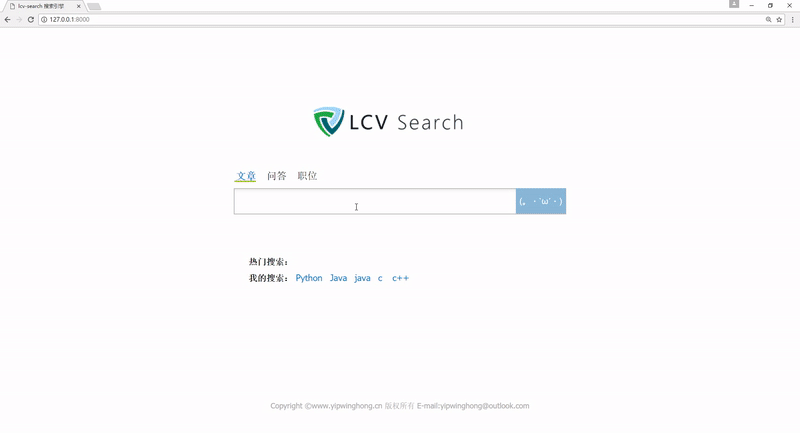 lcv-search 搜索引擎
127.0.0.1:8000
LCV Search
文章 问答 职位
(, ･´ω`･)
热门搜索：
我的搜索： Python Java java c c++
Copyright ©www.yipwinghong.cn 版权所有 E-mail:yipwinghong@outlook.com